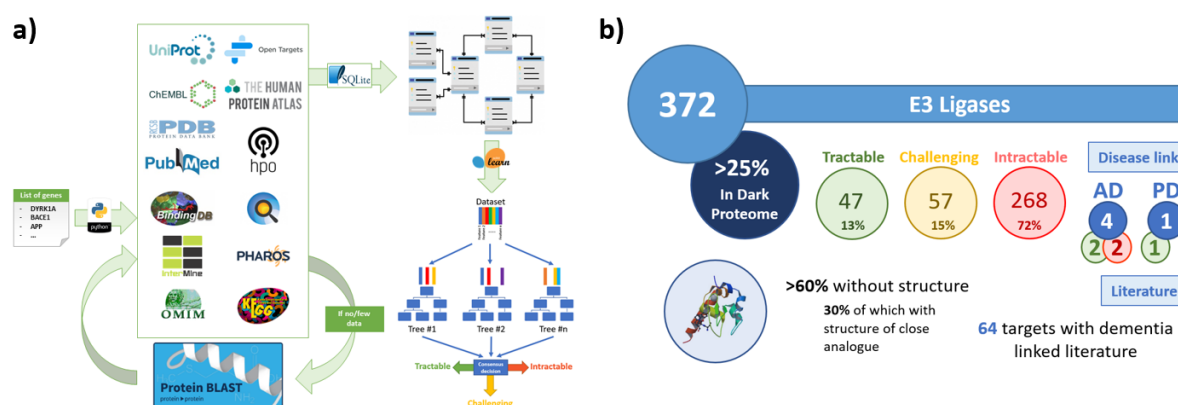 a)
UniProt
Open Targets
ChEMBL
THE HUMAN
PROTEIN ATLAS
PDB
PROTEIN DATA BANK
PubMed
hpo
BindingDB
InterMine
PHAROS
OMIM
KEGG
List of genes
- DYRK1A
- BACE1
- APP
- ...
python
SQLite
learn
If no/few
data
Protein BLAST
protein ▸ protein
Dataset
Tree #1
Tree #2
Tree #n
Tractable
Consensus
decision
Intractable
Challenging
b)
372
E3 Ligases
>25%
In Dark
Proteome
Tractable
47
13%
Challenging
57
15%
Intractable
268
72%
Disease link
AD
4
2
2
PD
1
1
>60% without structure
30% of which with
structure of close
analogue
Literature
64 targets with dementia
linked literature